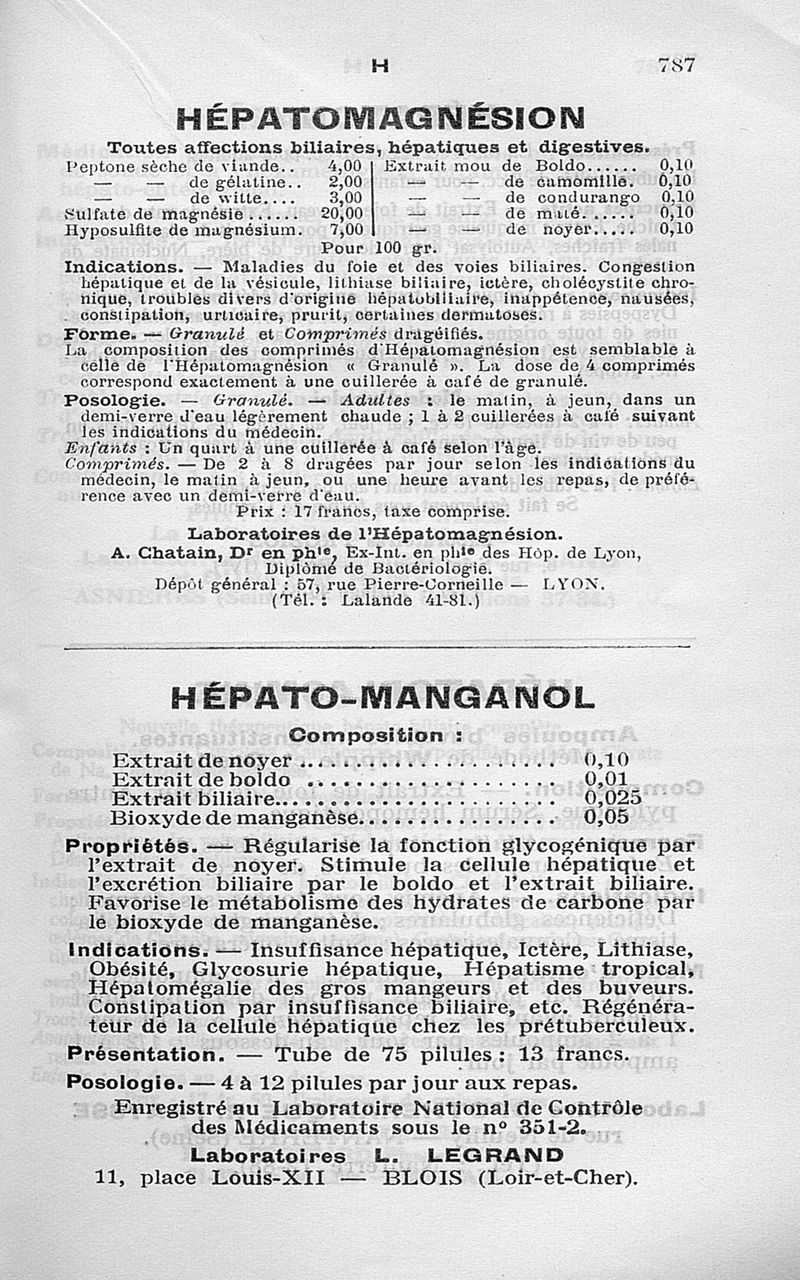 H 787
HÉPATOMAGNÉSION
Toutes affections biliaires, hépatiques et digestives.
Peptone sèche de viande.. 4,00 | Extrait mou de Boldo...... 0,10
— — de gélatine.. 2,00 — — de camomille. 0,10
— — de witte.... 3,00 — — de condurango 0,10
Sulfate de magnésie ...... 20,00 — — de maté. ..... 0,10
Hyposulfite de magnésium. 7,00 — — de noyer..... 0,10
Pour 100 gr.
Indications. — Maladies du foie et des voies biliaires. Congestion
hépatique et de la vésicule, lithiase biliaire, ictère, cholécystite chro-
nique, troubles divers d'origine hépatobiliaire, inappétence, nausées,
constipation, urticaire, prurit, certaines dermatoses.
Forme. — Granulé et Comprimés dragéifiés.
La composition des comprimés d'Hépatomagnésion est semblable à
celle de l'Hépatomagnésion « Granulé ». La dose de 4 comprimés
correspond exactement à une cuillerée à café de granulé.
Posologie. — Granulé. — Adultes : le matin, à jeun, dans un
demi-verre d'eau légèrement chaude ; 1 à 2 cuillerées à café suivant
les indications du médecin.
Enfants : Un quart à une cuillerée à café selon l'âge.
Comprimés. — De 2 à 8 dragées par jour selon les indications du
médecin, le matin à jeun, ou une heure avant les repas, de préfé-
rence avec un demi-verre d'eau.
Prix : 17 francs, taxe comprise.
Laboratoires de l'Hépatomagnésion.
A. Chatain, Dr en phie, Ex-Int. en phie des Hôp. de Lyon,
Diplômé de Bactériologie.
Dépôt général : 57, rue Pierre-Corneille — LYON.
(Tél. : Lalande 41-81.)
HÉPATO-MANGANOL
Composition :
Extrait de noyer .................... 0,10
Extrait de boldo .................... 0,01
Extrait biliaire...................... 0,025
Bioxyde de manganèse............... 0,05
Propriétés. — Régularise la fonction glycogénique par
l'extrait de noyer. Stimule la cellule hépatique et
l'excrétion biliaire par le boldo et l'extrait biliaire.
Favorise le métabolisme des hydrates de carbone par
le bioxyde de manganèse.
Indications. — Insuffisance hépatique, Ictère, Lithiase,
Obésité, Glycosurie hépatique, Hépatisme tropical,
Hépatomégalie des gros mangeurs et des buveurs.
Constipation par insuffisance biliaire, etc. Régénéra-
teur de la cellule hépatique chez les prétuberculeux.
Présentation. — Tube de 75 pilules : 13 francs.
Posologie. — 4 à 12 pilules par jour aux repas.
Enregistré au Laboratoire National de Contrôle
des Médicaments sous le n° 351-2.
Laboratoires L. LEGRAND
11, place Louis-XII — BLOIS (Loir-et-Cher).